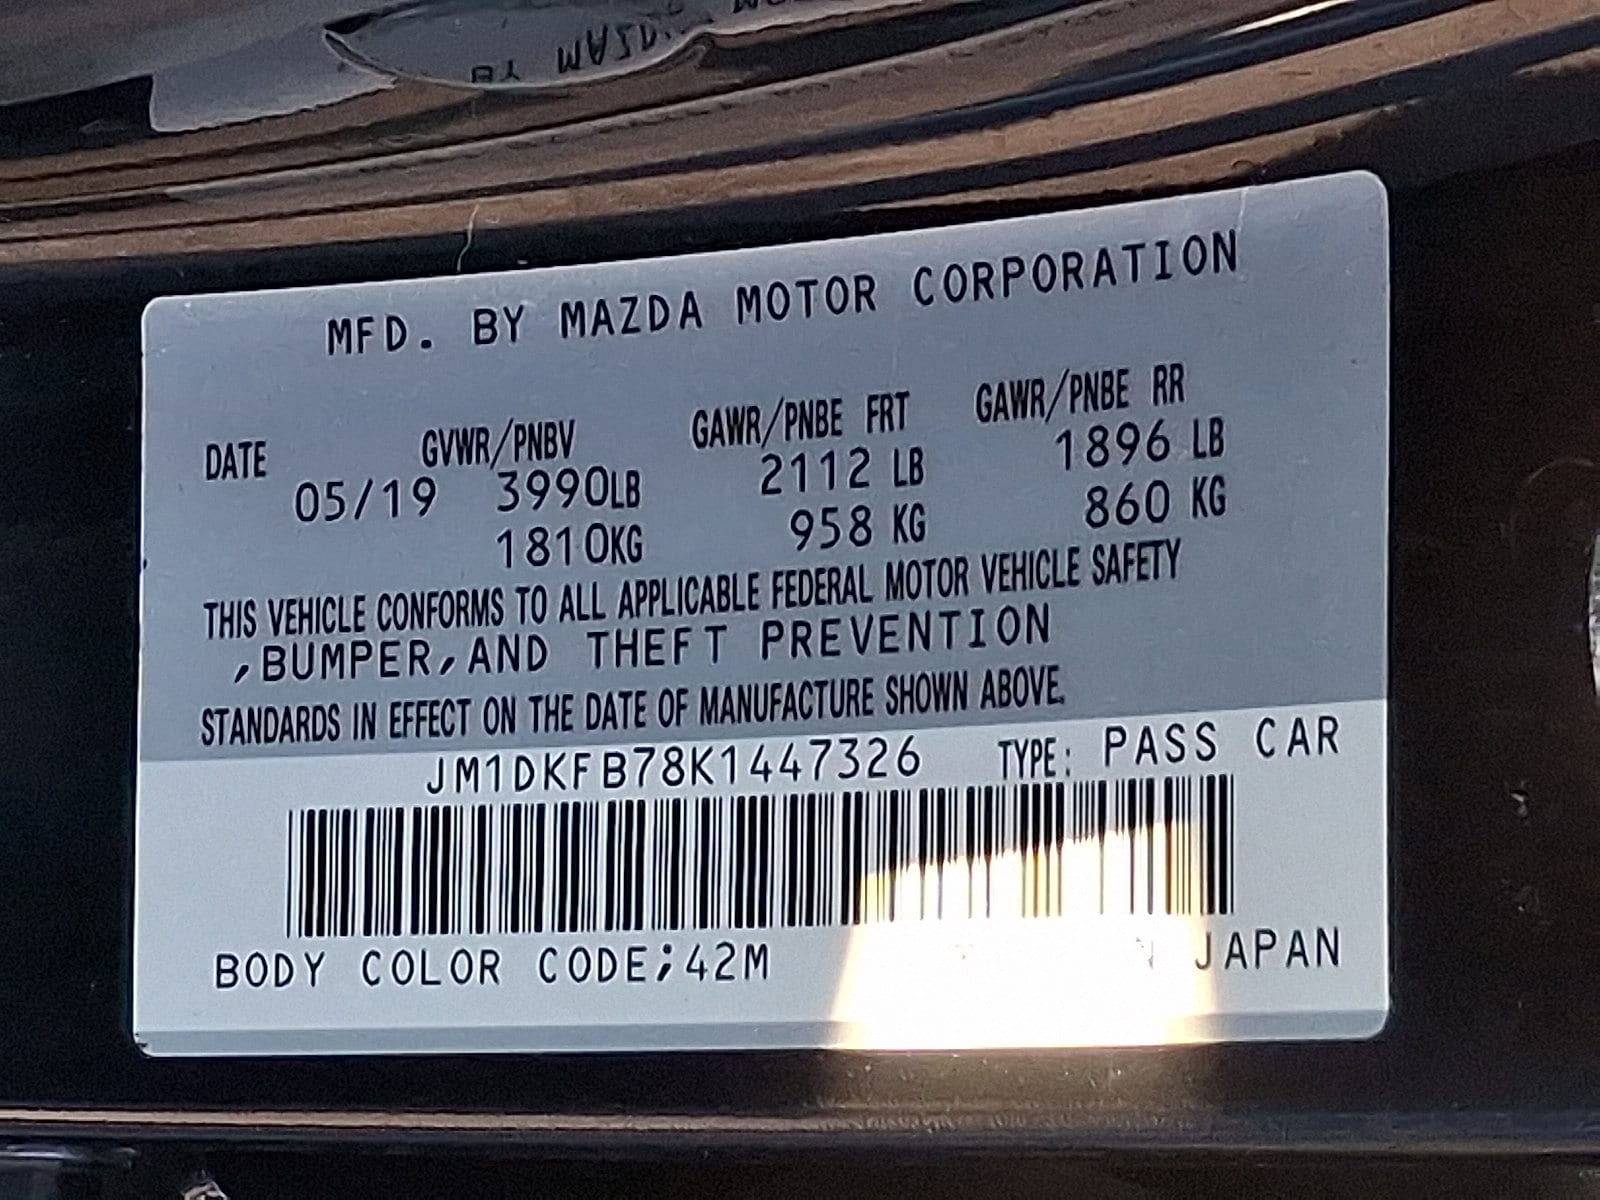 MFD. BY MAZDA MOTOR CORPORATION
DATE GVWR/PNBV GAWR/PNBE FRT GAWR/PNBE RR
05/19 3990LB 2112 LB 1896 LB
1810KG 958 KG 860 KG
THIS VEHICLE CONFORMS TO ALL APPLICABLE FEDERAL MOTOR VEHICLE SAFETY
,BUMPER,AND THEFT PREVENTION
STANDARDS IN EFFECT ON THE DATE OF MANUFACTURE SHOWN ABOVE.
JM1DKFB78K1447326 TYPE: PASS CAR
BODY COLOR CODE;42M JAPAN